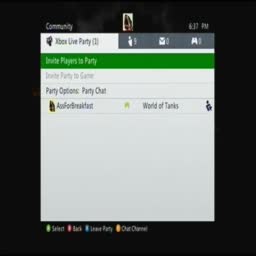 Community 6:37 PM
Xbox Live Party (1) 9 0 0
Invite Players to Party
Invite Party to Game
Party Options: Party Chat
AssForBreakfast World of Tanks
A Select B Back X Leave Party Y Chat Channel